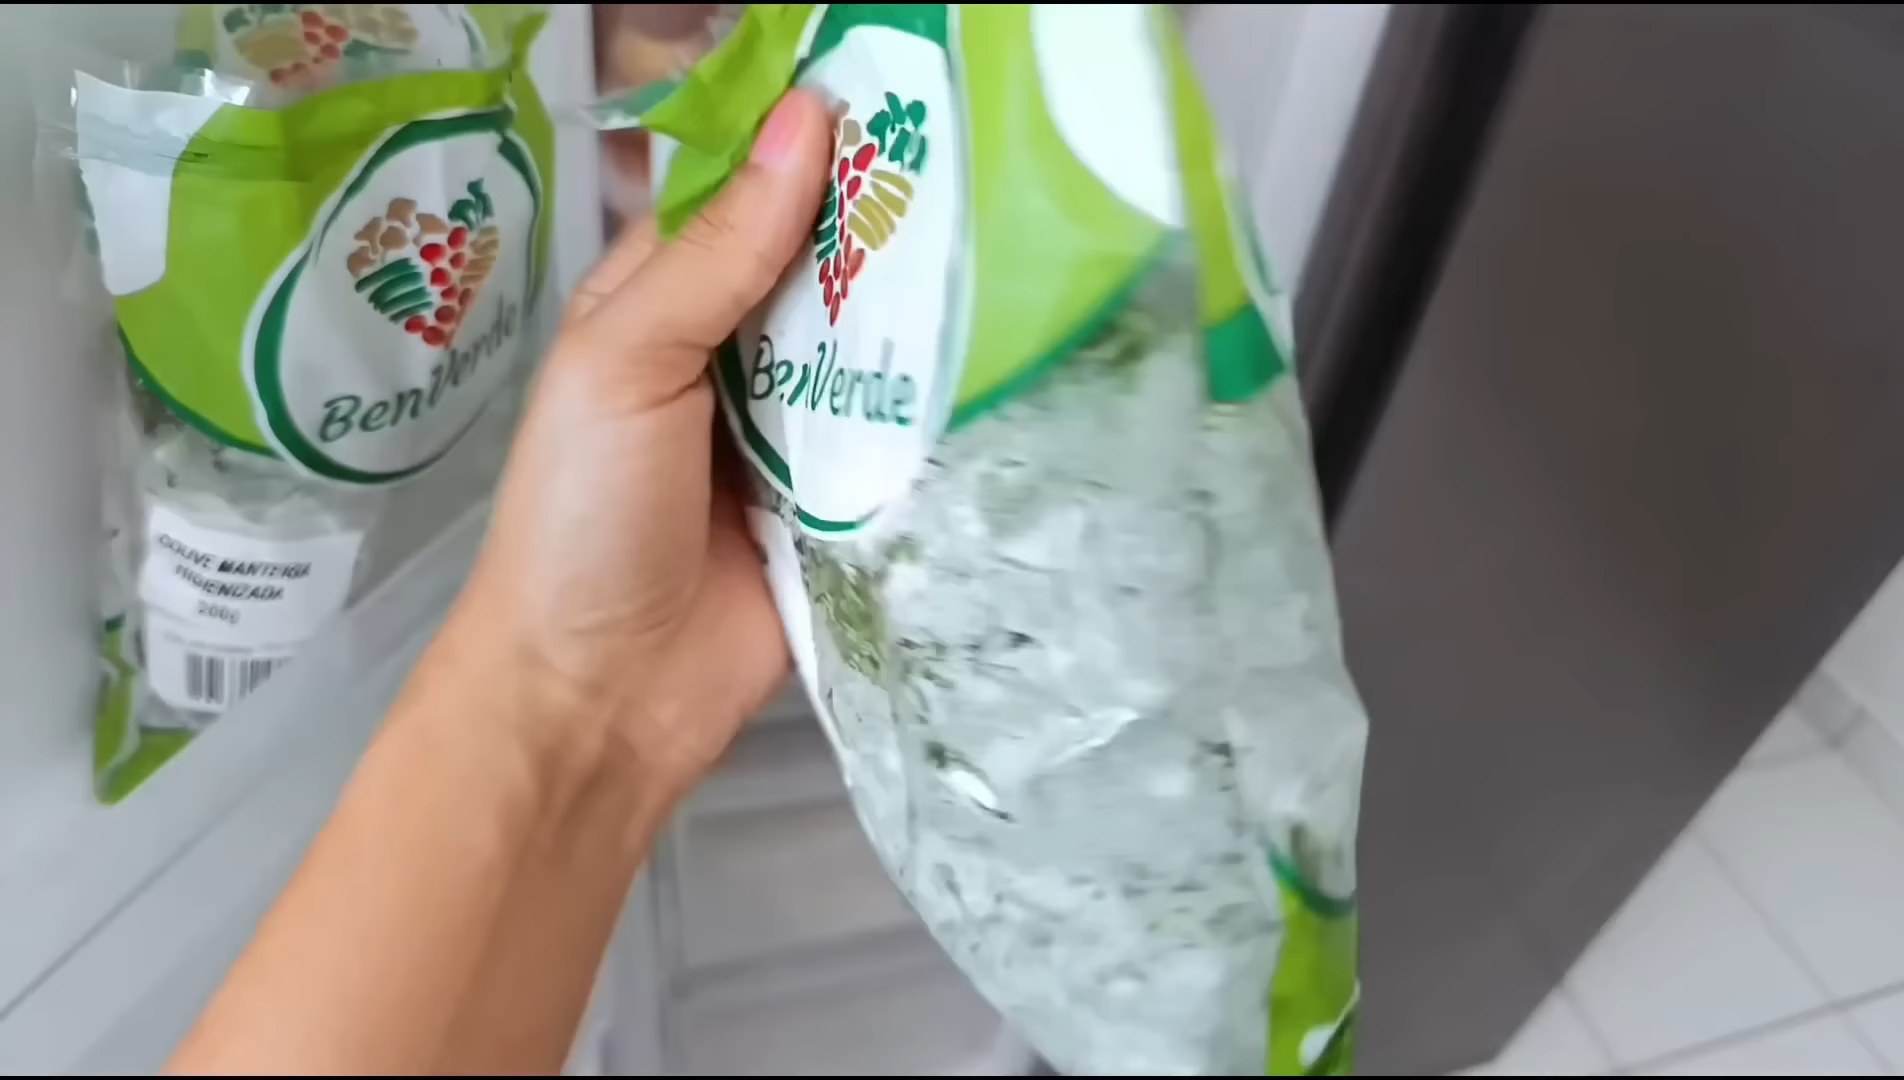 BenVerde
COUVE MANTEIGA
HIGIENIZADA
200g
BenVerde